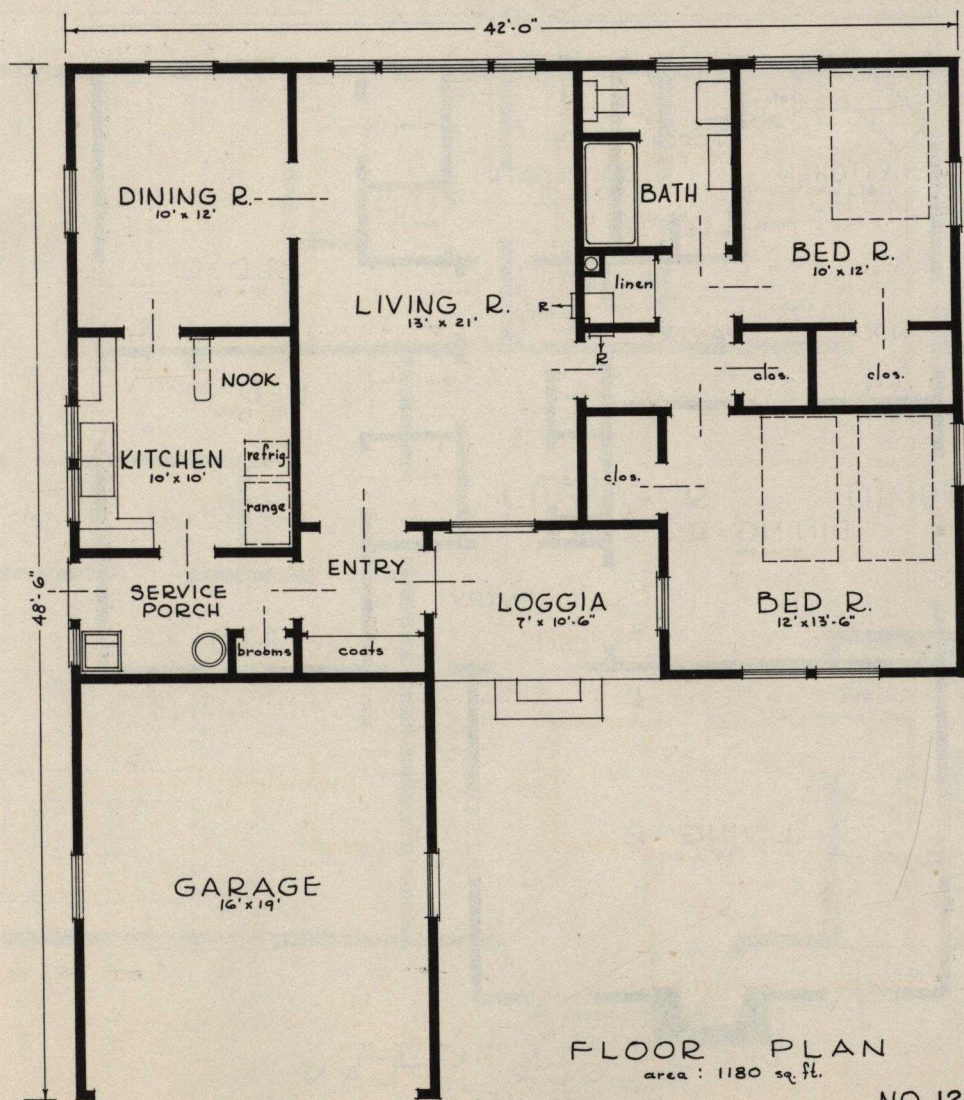 42'-0"
DINING R.
10' x 12'
BATH
BED R.
10' x 12'
linen
LIVING R.
13' x 21'
R
R
clos.
clos.
NOOK
KITCHEN
10' x 10'
refrig.
range
clos.
48'-6"
ENTRY
SERVICE
PORCH
LOGGIA
7' x 10'-6"
BED R.
12' x 13'-6"
brooms
coats
GARAGE
16' x 19'
FLOOR PLAN
area : 1180 sq. ft.
NO. 12